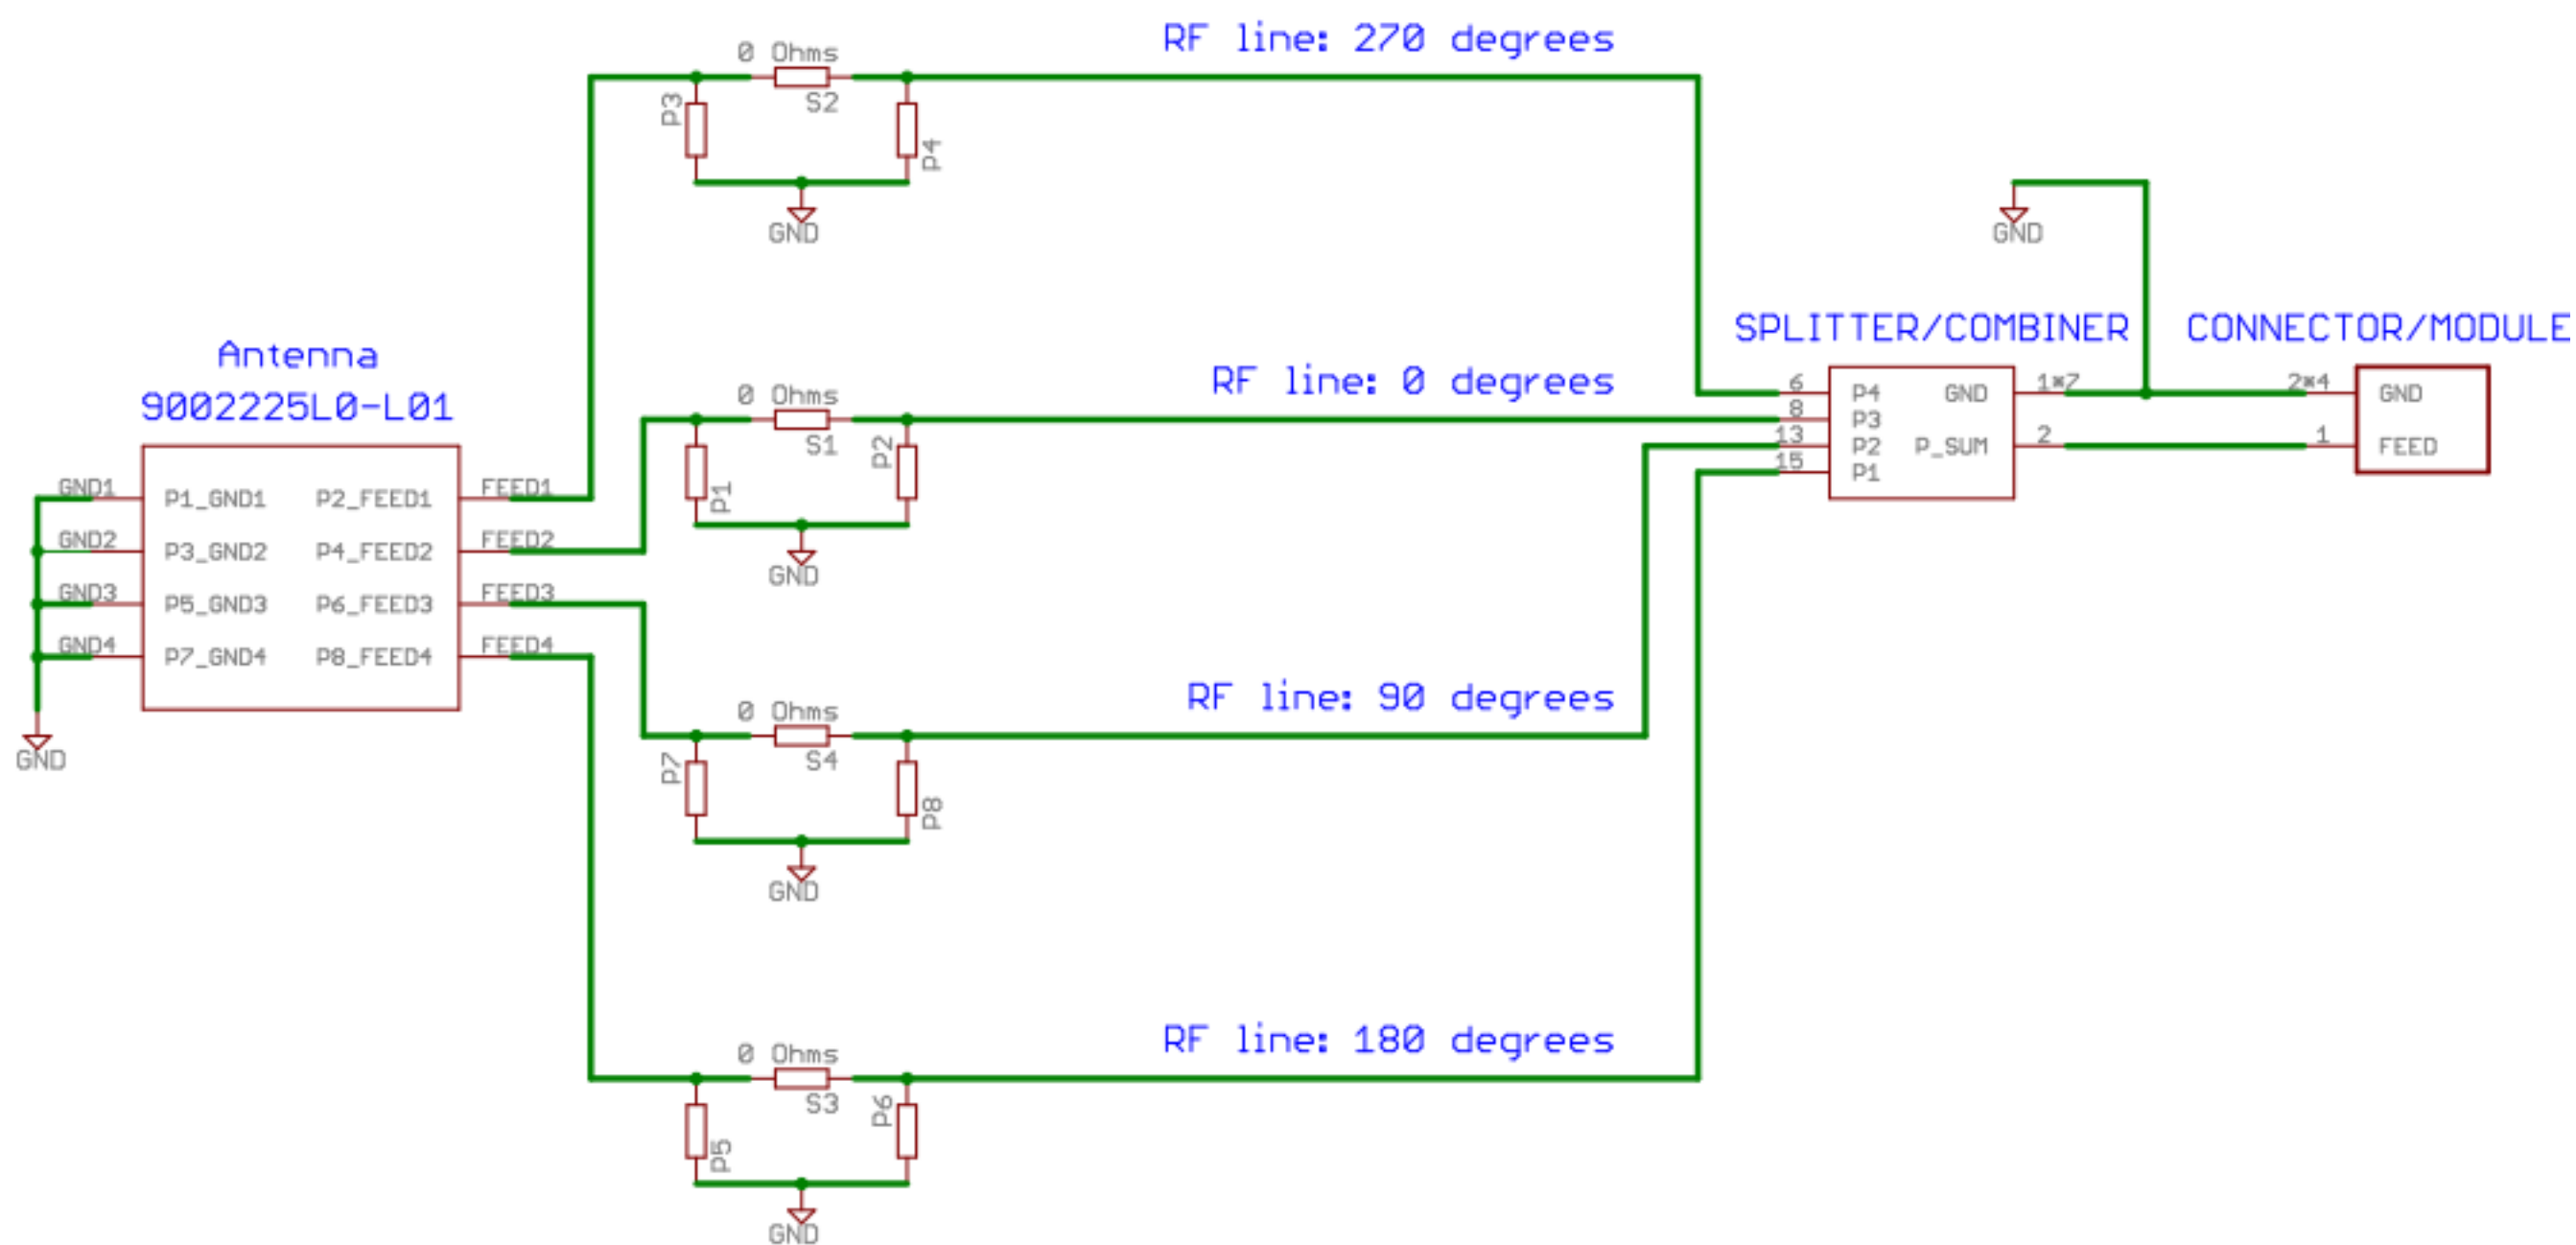 RF line: 270 degrees
0 Ohms
S2
P3
P4
GND
GND
RF line: 0 degrees
0 Ohms
S1
P1
P2
GND
Antenna
9002225L0-L01
GND1
GND2
GND3
GND4
P1_GND1
P3_GND2
P5_GND3
P7_GND4
P2_FEED1
P4_FEED2
P6_FEED3
P8_FEED4
FEED1
FEED2
FEED3
FEED4
GND
SPLITTER/COMBINER
6
8
13
15
P4
P3
P2
P1
GND
P_SUM
1*7
2
CONNECTOR/MODULE
2*4
1
GND
FEED
RF line: 90 degrees
0 Ohms
S4
P7
P8
GND
RF line: 180 degrees
0 Ohms
S3
P5
P6
GND